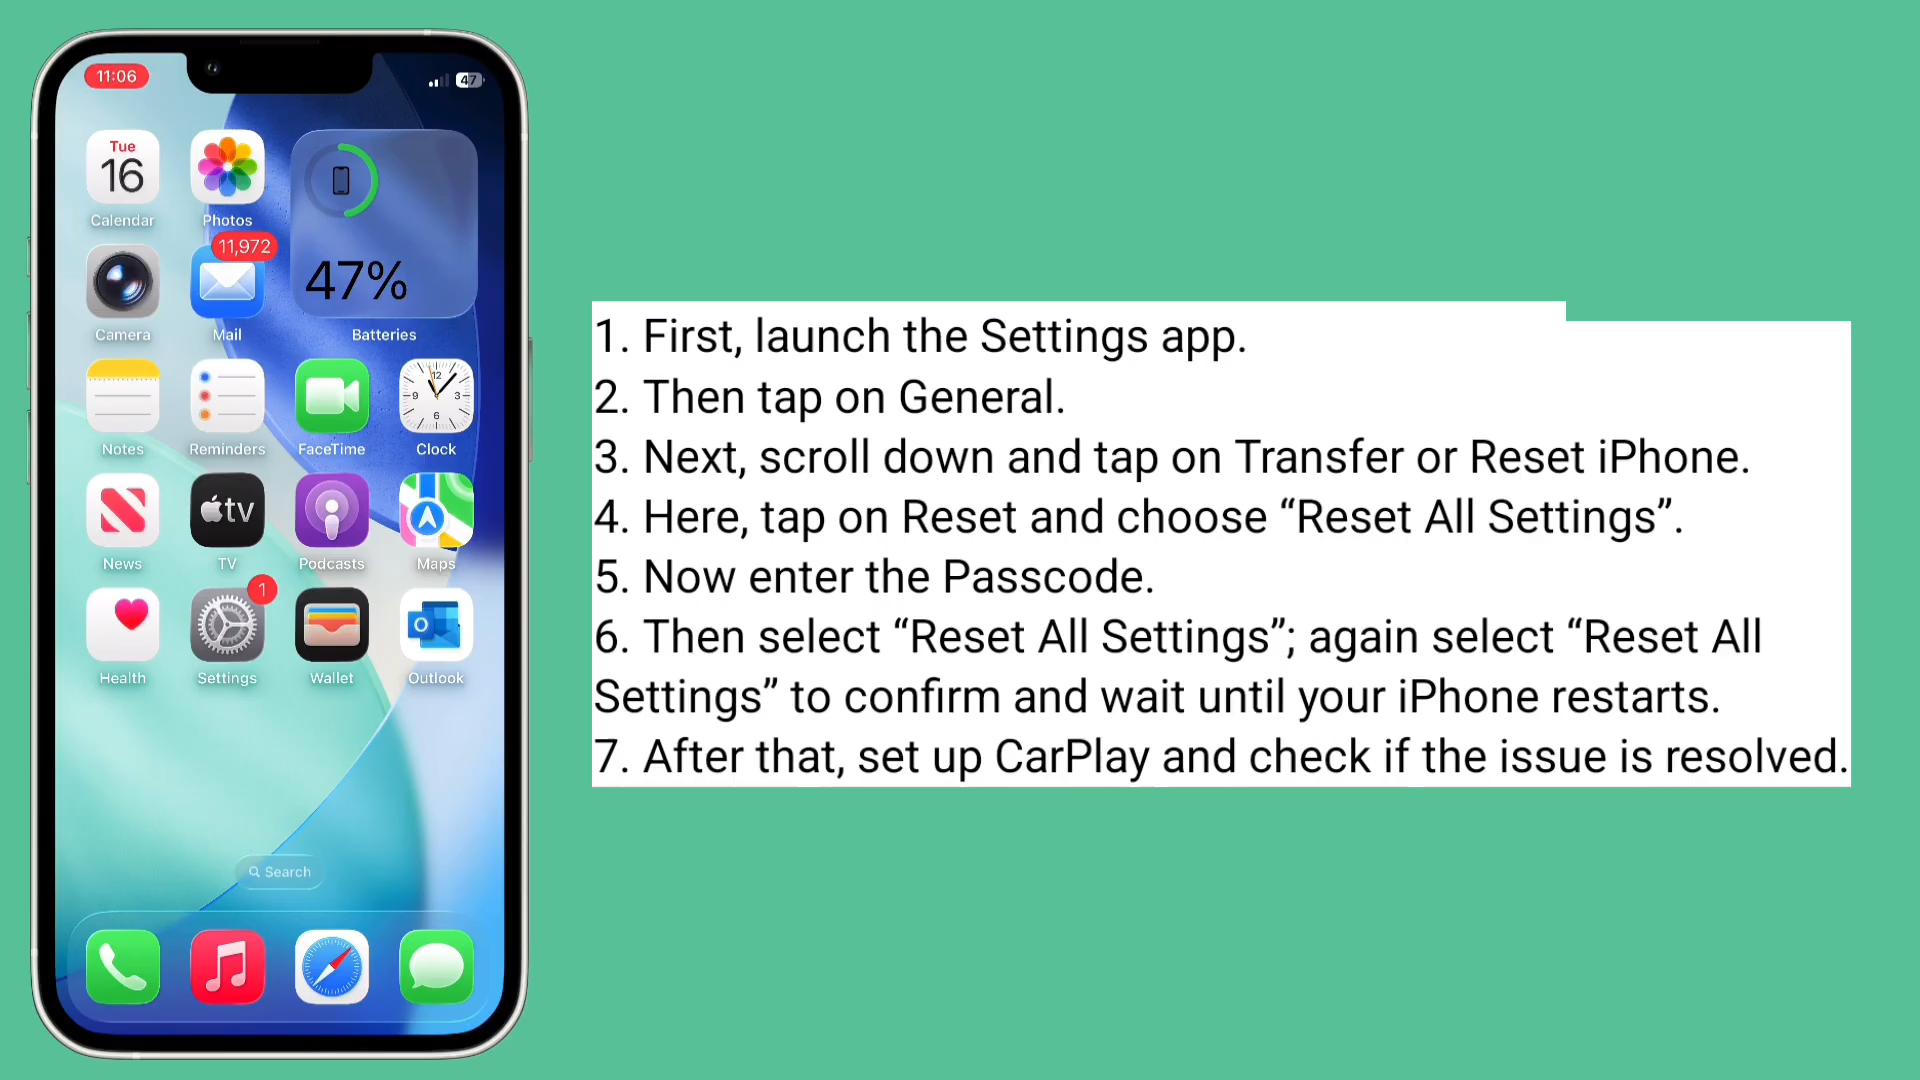 11:06
47
Tue
16
Calendar
Photos
47%
Batteries
Camera
11,972
Mail
Notes
Reminders
FaceTime
12
3
6
9
Clock
News
tv
TV
Podcasts
Maps
Health
1
Settings
Wallet
O
Outlook
Search
1. First, launch the Settings app.
2. Then tap on General.
3. Next, scroll down and tap on Transfer or Reset iPhone.
4. Here, tap on Reset and choose “Reset All Settings”.
5. Now enter the Passcode.
6. Then select “Reset All Settings”; again select “Reset All
Settings” to confirm and wait until your iPhone restarts.
7. After that, set up CarPlay and check if the issue is resolved.